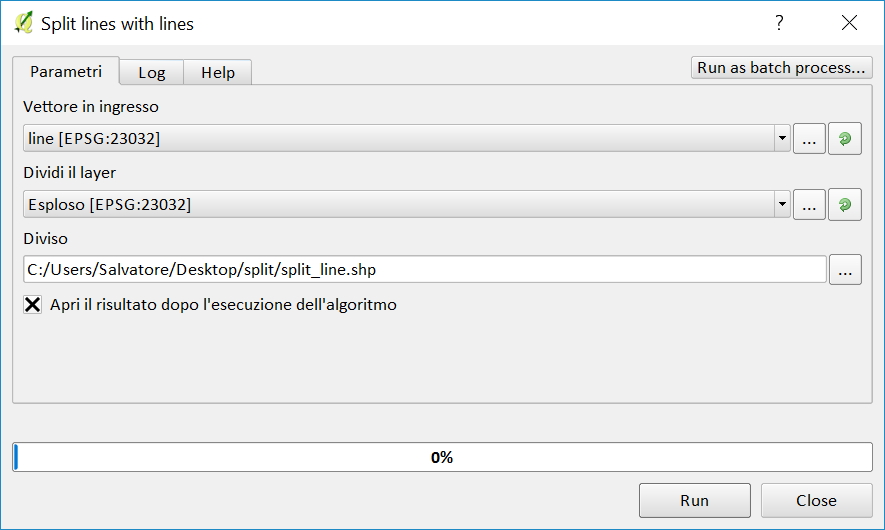 Split lines with lines
?
Parametri
Log
Help
Run as batch process...
Vettore in ingresso
line [EPSG:23032]
...
Dividi il layer
Esploso [EPSG:23032]
...
Diviso
C:/Users/Salvatore/Desktop/split/split_line.shp
...
Apri il risultato dopo l'esecuzione dell'algoritmo
0%
Run
Close